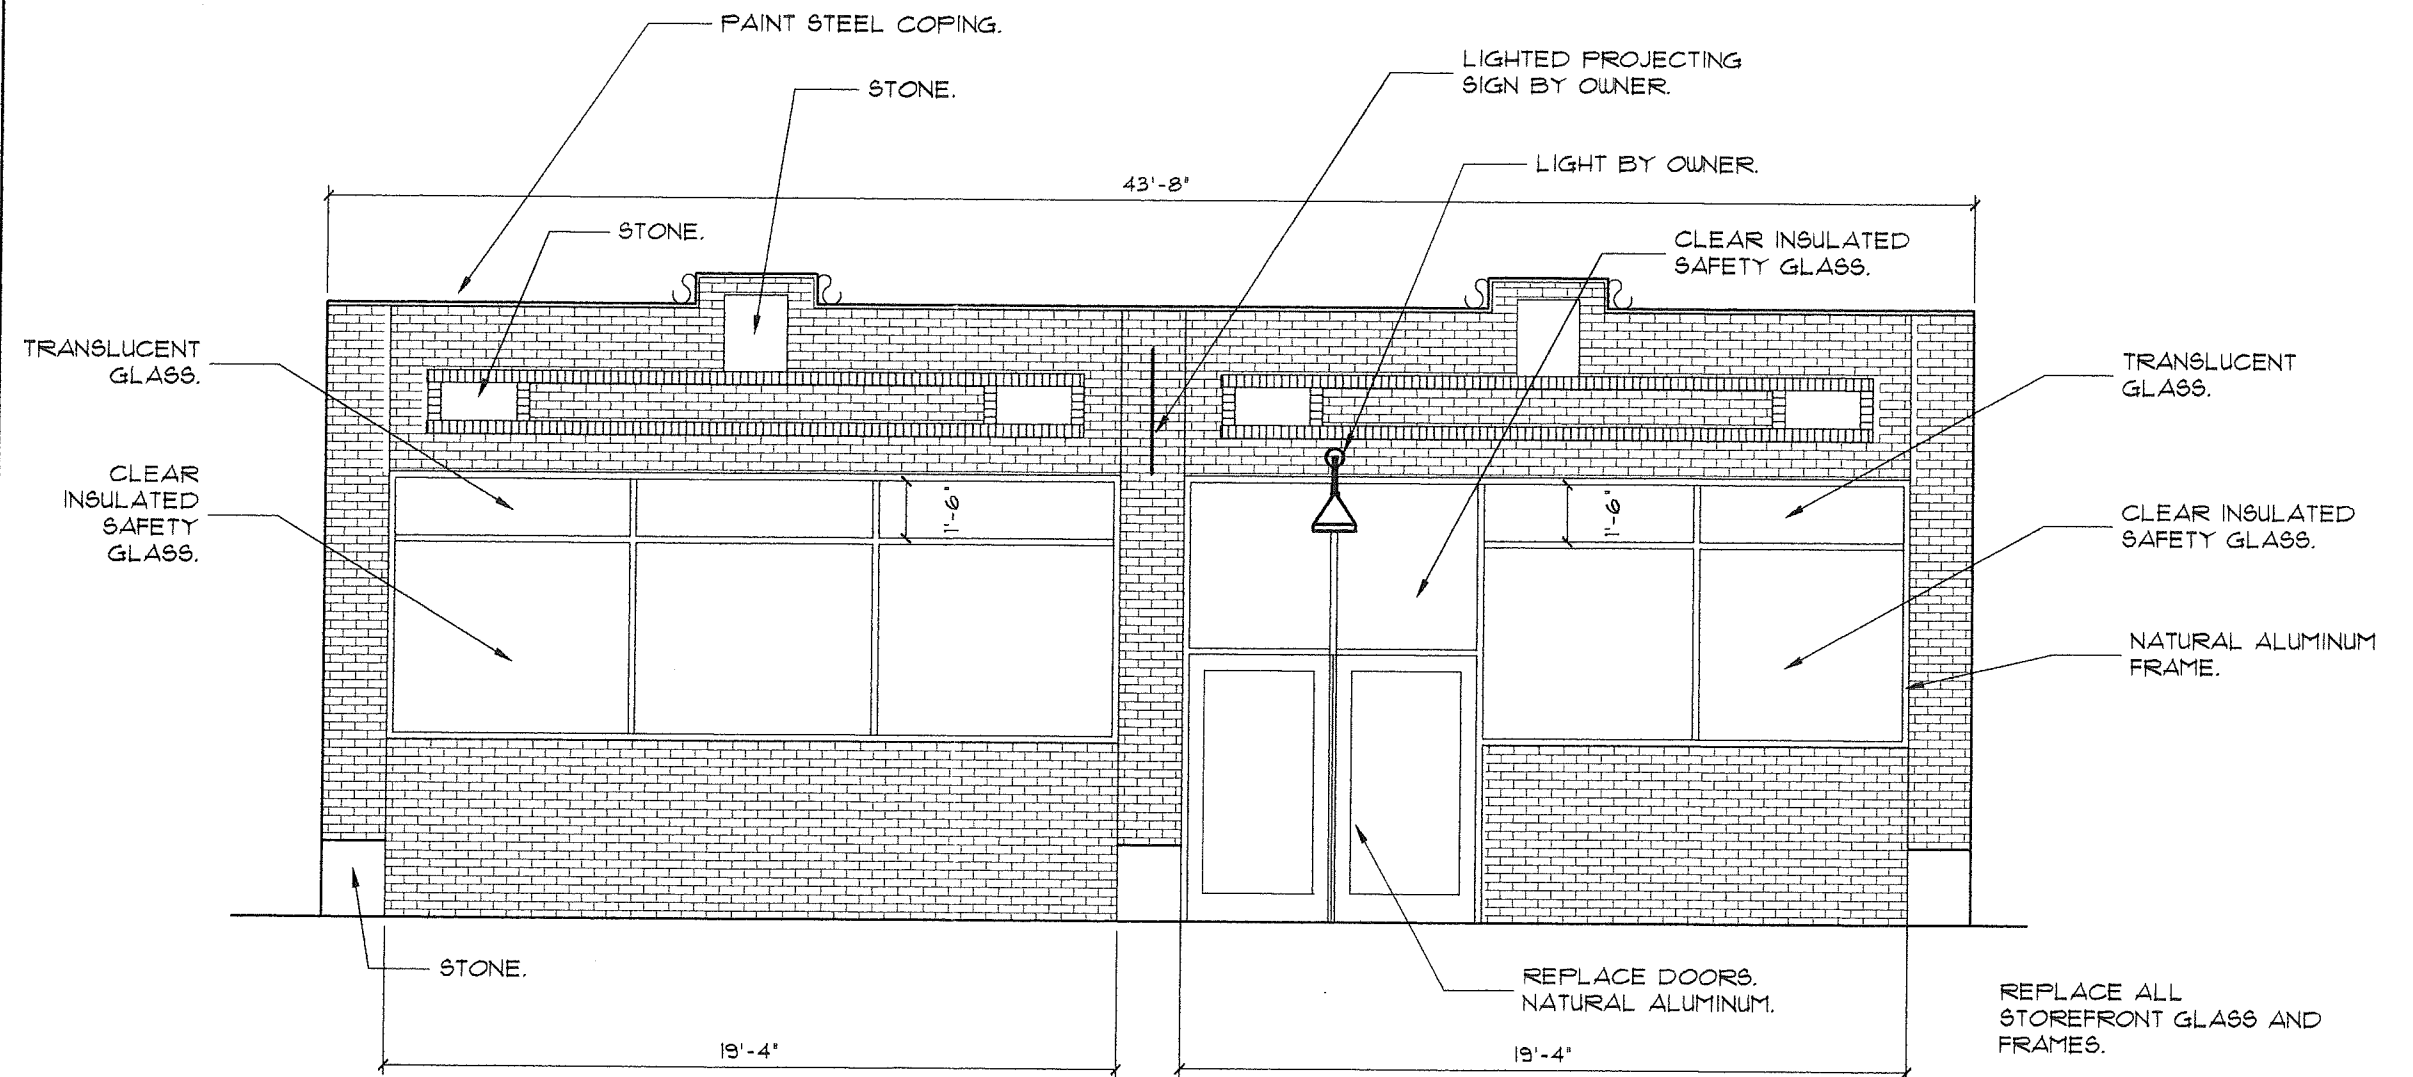 PAINT STEEL COPING.
STONE.
LIGHTED PROJECTING
SIGN BY OWNER.
LIGHT BY OWNER.
43'-8"
STONE.
CLEAR INSULATED
SAFETY GLASS.
TRANSLUCENT
GLASS.
TRANSLUCENT
GLASS.
CLEAR
INSULATED
SAFETY
GLASS.
1'-6"
1'-6"
CLEAR INSULATED
SAFETY GLASS.
NATURAL ALUMINUM
FRAME.
STONE.
REPLACE DOORS.
NATURAL ALUMINUM.
REPLACE ALL
STOREFRONT GLASS AND
FRAMES.
19'-4"
19'-4"